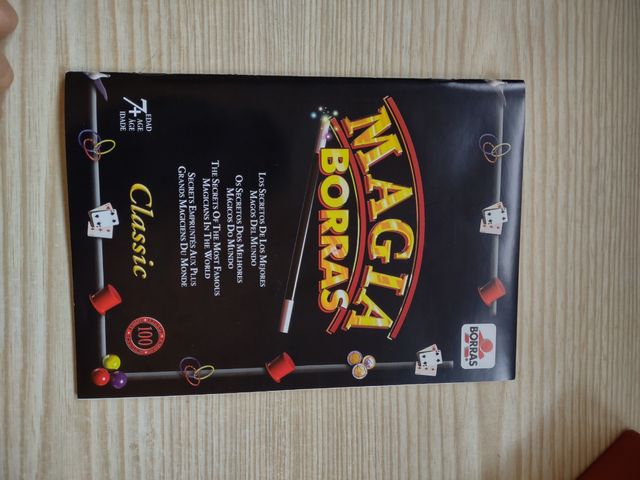 BORRAS
MAGIA
BORRAS
LOS SECRETOS DE LOS MEJORES
MAGOS DEL MUNDO
OS SECRETOS DOS MELHORES
MÁGICOS DO MUNDO
THE SECRETS OF THE MOST FAMOUS
MAGICIANS IN THE WORLD
SECRETS EMPRUNTÉS AUX PLUS
GRANDS MAGICIENS DU MONDE
7+
EDAD
AGE
ÂGE
IDADE
Classic
100